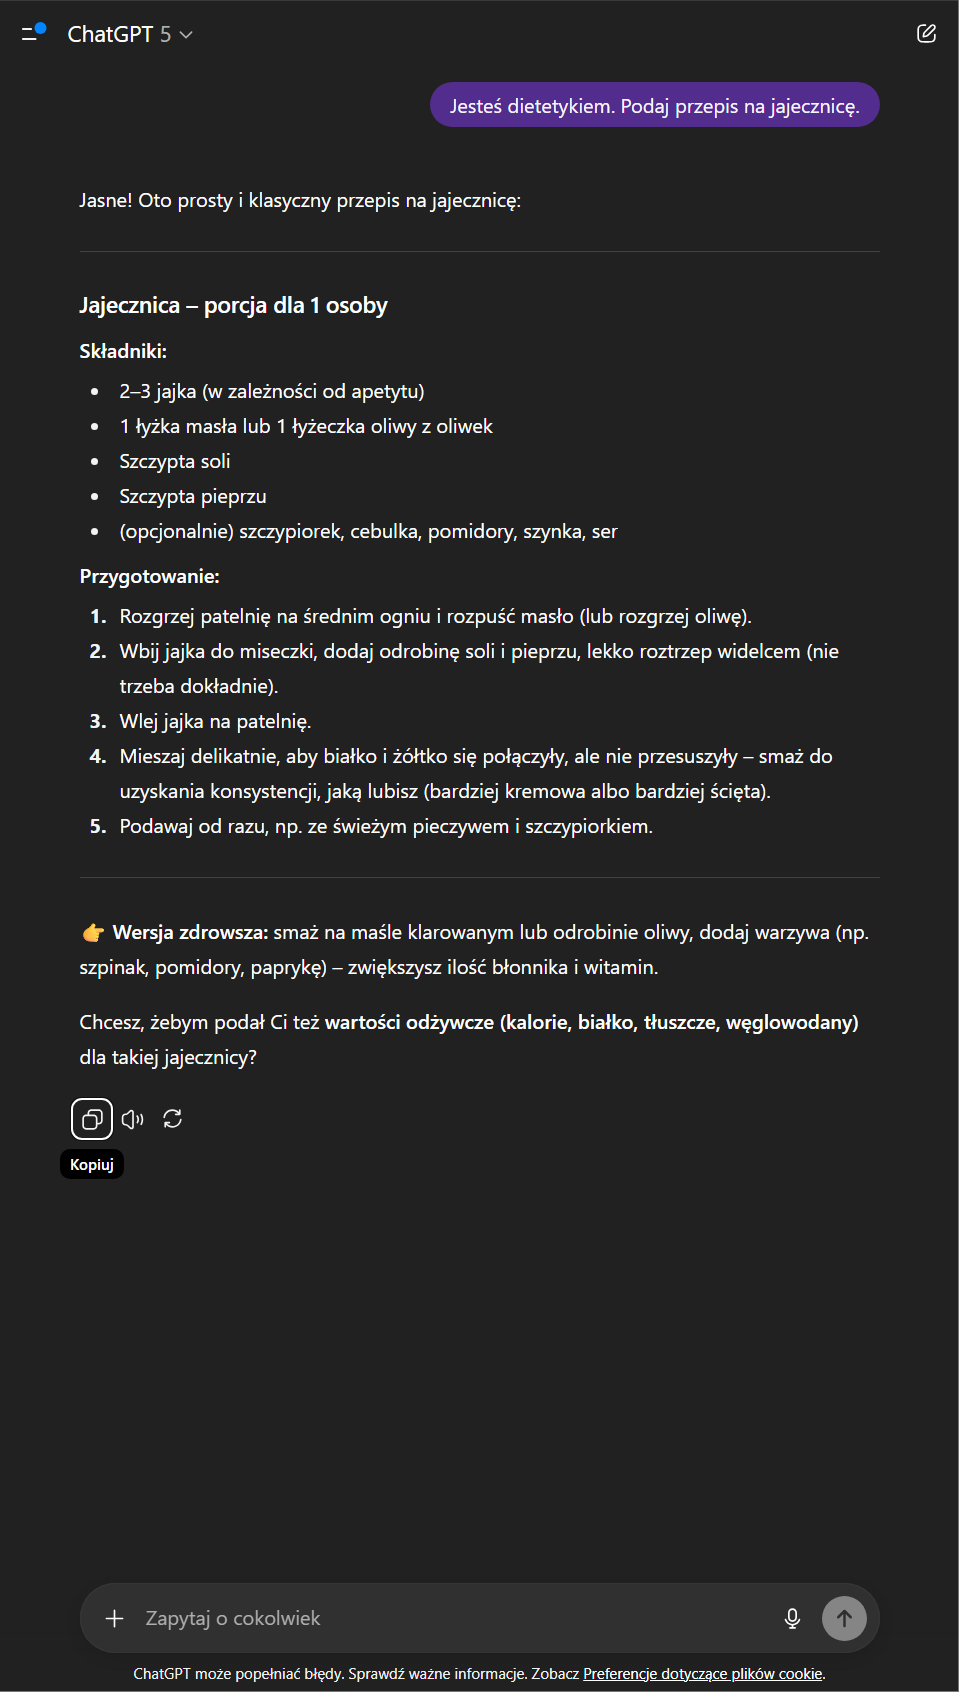 ChatGPT 5
Jesteś dietetykiem. Podaj przepis na jajecznicę.
Jasne! Oto prosty i klasyczny przepis na jajecznicę:
Jajecznica – porcja dla 1 osoby
Składniki:
• 2–3 jajka (w zależności od apetytu)
• 1 łyżka masła lub 1 łyżeczka oliwy z oliwek
• Szczypta soli
• Szczypta pieprzu
• (opcjonalnie) szczypiorek, cebulka, pomidory, szynka, ser
Przygotowanie:
1. Rozgrzej patelnię na średnim ogniu i rozpuść masło (lub rozgrzej oliwę).
2. Wbij jajka do miseczki, dodaj odrobinę soli i pieprzu, lekko roztrzep widelcem (nie
trzeba dokładnie).
3. Wlej jajka na patelnię.
4. Mieszaj delikatnie, aby białko i żółtko się połączyły, ale nie przesuszyły – smaż do
uzyskania konsystencji, jaką lubisz (bardziej kremowa albo bardziej ścięta).
5. Podawaj od razu, np. ze świeżym pieczywem i szczypiorkiem.
👉 Wersja zdrowsza: smaż na maśle klarowanym lub odrobinie oliwy, dodaj warzywa (np.
szpinak, pomidory, paprykę) – zwiększysz ilość błonnika i witamin.
Chcesz, żebym podał Ci też wartości odżywcze (kalorie, białko, tłuszcze, węglowodany)
dla takiej jajecznicy?
Kopiuj
Zapytaj o cokolwiek
ChatGPT może popełniać błędy. Sprawdź ważne informacje. Zobacz Preferencje dotyczące plików cookie.